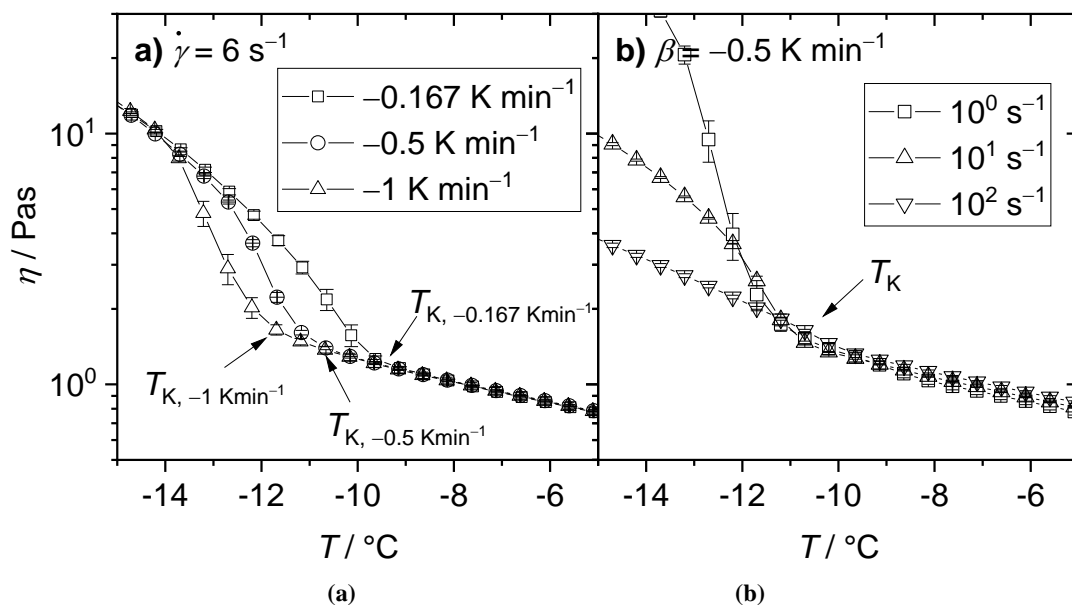 a) γ̇ = 6 s⁻¹
−0.167 K min⁻¹
−0.5 K min⁻¹
−1 K min⁻¹
T_K, −0.167 Kmin⁻¹
T_K, −1 Kmin⁻¹
T_K, −0.5 Kmin⁻¹
η / Pas
10¹
10⁰
-14 -12 -10 -8 -6
T / °C
(a)
b) β = −0.5 K min⁻¹
10⁰ s⁻¹
10¹ s⁻¹
10² s⁻¹
T_K
-14 -12 -10 -8 -6
T / °C
(b)